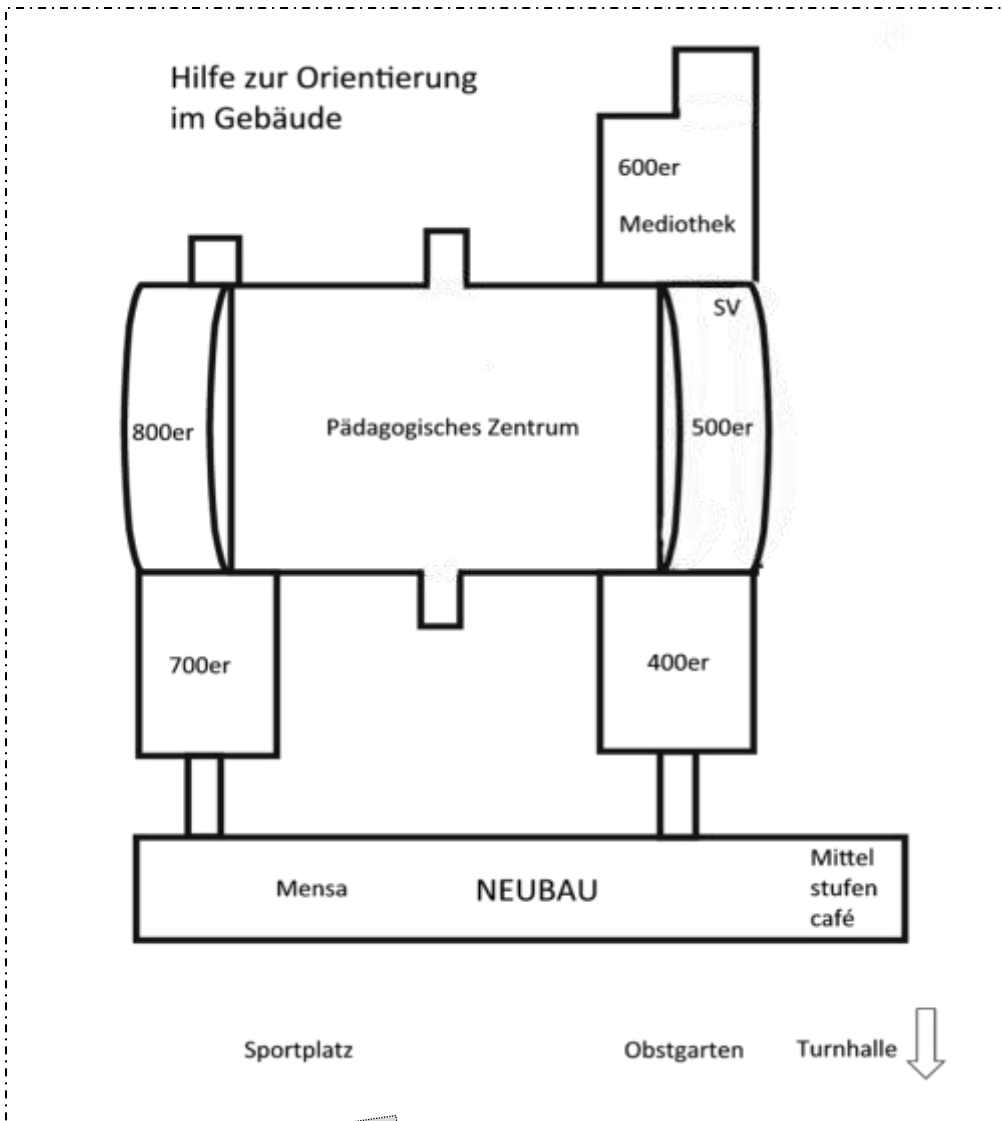 Hilfe zur Orientierung
im Gebäude
600er
Mediothek
SV
800er
Pädagogisches Zentrum
500er
700er
400er
Mensa
NEUBAU
Mittel
stufen
café
Sportplatz
Obstgarten
Turnhalle